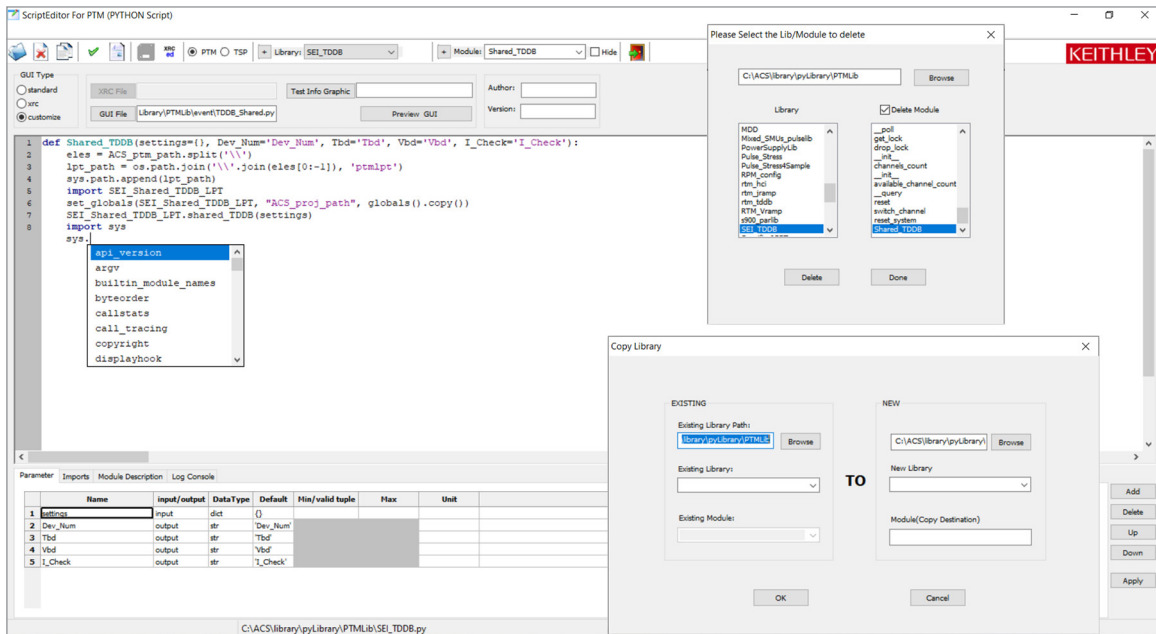 ScriptEditor For PTM (PYTHON Script)
XRC ed
PTM TSP
+ Library: SEI_TDDB
+ Module: Shared_TDDB
Hide
KEITHLEY
GUI Type
standard
xrc
customize
XRC File
GUI File Library\PTMLib\event\TDDB_Shared.py
Test Info Graphic
Preview GUI
Author:
Version:
1 def Shared_TDDB(settings={}, Dev_Num='Dev_Num', Tbd='Tbd', Vbd='Vbd', I_Check='I_Check'):
2 eles = ACS_ptm_path.split('\\')
3 lpt_path = os.path.join('\\'.join(eles[0:-1]), 'ptmlpt')
4 sys.path.append(lpt_path)
5 import SEI_Shared_TDDB_LPT
6 set_globals(SEI_Shared_TDDB_LPT, "ACS_proj_path", globals().copy())
7 SEI_Shared_TDDB_LPT.shared_TDDB(settings)
8 import sys
sys.
api_version
argv
builtin_module_names
byteorder
callstats
call_tracing
copyright
displayhook
Please Select the Lib/Module to delete
C:\ACS\library\pyLibrary\PTMLib
Browse
Library
Delete Module
MDD
Mixed_SMUs_pulselib
PowerSupplyLib
Pulse_Stress
Pulse_Stress4Sample
RPM_config
rtm_hci
rtm_jramp
rtm_tddb
RTM_Vramp
s900_parlib
SEI_TDDB
__poll
get_lock
drop_lock
__init__
channels_count
__init__
available_channel_count
__query
reset
switch_channel
reset_system
Shared_TDDB
Delete
Done
Copy Library
EXISTING
Existing Library Path:
library\pyLibrary\PTMLib
Browse
Existing Library:
Existing Module:
TO
NEW
C:\ACS\library\pyLibrary\
Browse
New Library
Module(Copy Destination)
OK
Cancel
Parameter Imports Module Description Log Console
Name input/output DataType Default Min/valid tuple Max Unit
1 settings input dict {}
2 Dev_Num output str 'Dev_Num'
3 Tbd output str 'Tbd'
4 Vbd output str 'Vbd'
5 I_Check output str 'I_Check'
Add
Delete
Up
Down
Apply
C:\ACS\library\pyLibrary\PTMLib\SEI_TDDB.py